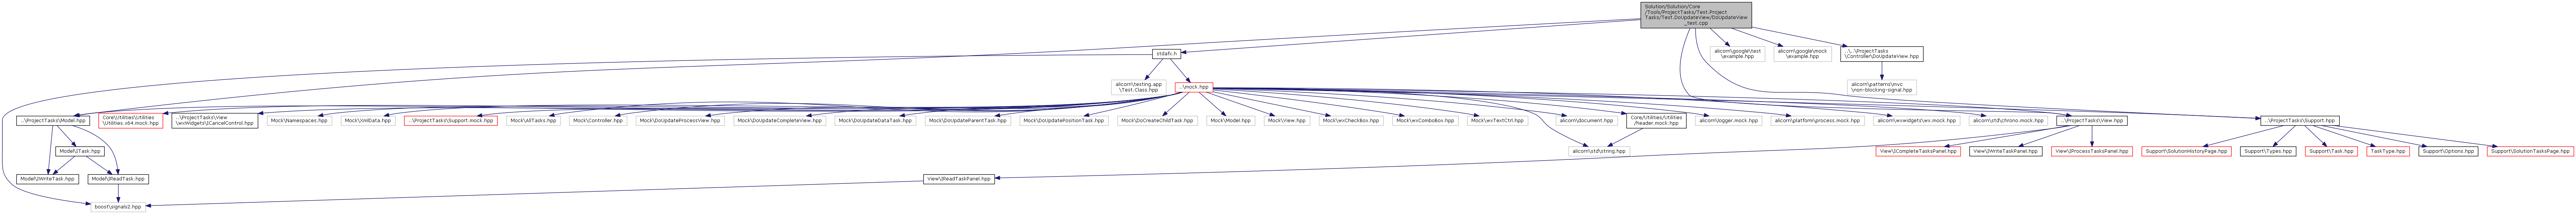 Solution/Solution/Core
/Tools/ProjectTasks/Test.Project
Tasks/Test.DoUpdateView/DoUpdateView
_test.cpp
stdafx.h
alicorn\google\test
\example.hpp
alicorn\google\mock
\example.hpp
..\..\ProjectTasks
\Controller\DoUpdateView.hpp
alicorn\testing.app
\Test.Class.hpp
..\mock.hpp
alicorn\patterns\mvc
\non-blocking-signal.hpp
...\ProjectTasks\Model.hpp
Core\Utilities\Utilities
\Utilities.x64.mock.hpp
..\ProjectTasks\View
\wxWidgets\ICancelControl.hpp
Mock\Namespaces.hpp
Mock\XmlData.hpp
...\ProjectTasks\Support.mock.hpp
Mock\AllTasks.hpp
Mock\Controller.hpp
Mock\DoUpdateProcessView.hpp
Mock\DoUpdateCompleteView.hpp
Mock\DoUpdateDataTask.hpp
Mock\DoUpdateParentTask.hpp
Mock\DoUpdatePositionTask.hpp
Mock\DoCreateChildTask.hpp
Mock\Model.hpp
Mock\View.hpp
Mock\wxCheckBox.hpp
Mock\wxComboBox.hpp
Mock\wxTextCtrl.hpp
alicorn\document.hpp
Core/Utilities/Utilities
/header.mock.hpp
alicorn\logger.mock.hpp
alicorn\platform\process.mock.hpp
alicorn\wxwidgets\wx.mock.hpp
alicorn\std\chrono.mock.hpp
...\ProjectTasks\View.hpp
...\ProjectTasks\Support.hpp
Model\ITask.hpp
alicorn\std\string.hpp
View\ICompleteTasksPanel.hpp
View\IWriteTaskPanel.hpp
View\IProcessTasksPanel.hpp
Support\SolutionHistoryPage.hpp
Support\Types.hpp
Support\Task.hpp
TaskType.hpp
Support\Options.hpp
Support\SolutionTasksPage.hpp
Model\IWriteTask.hpp
Model\IReadTask.hpp
View\IReadTaskPanel.hpp
boost\signals2.hpp